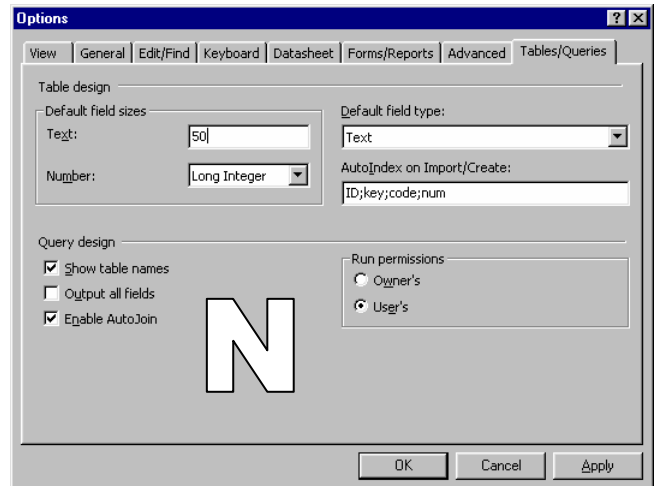 Options
View General Edit/Find Keyboard Datasheet Forms/Reports Advanced Tables/Queries
Table design
Default field sizes
Text: 50
Number: Long Integer
Default field type:
Text
AutoIndex on Import/Create:
ID;key;code;num
Query design
Show table names
Output all fields
Enable AutoJoin
N
Run permissions
Owner's
User's
OK Cancel Apply